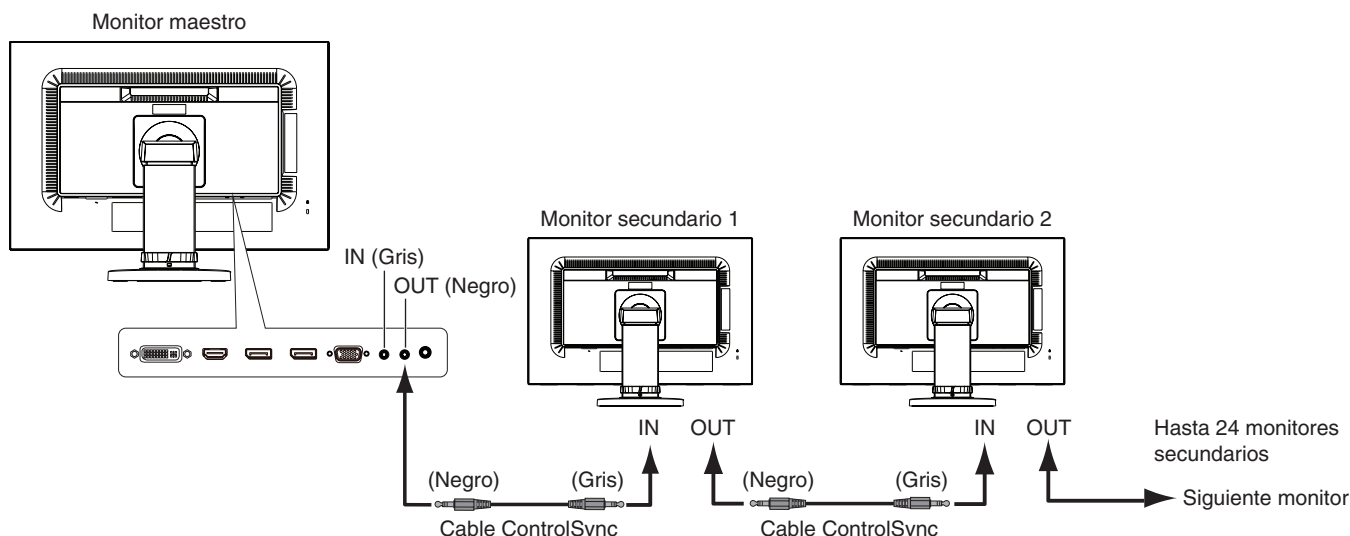 Monitor maestro
Monitor secundario 1
Monitor secundario 2
IN (Gris)
OUT (Negro)
IN
OUT
IN
OUT
Hasta 24 monitores
secundarios
(Negro)
(Gris)
(Negro)
(Gris)
Siguiente monitor
Cable ControlSync
Cable ControlSync